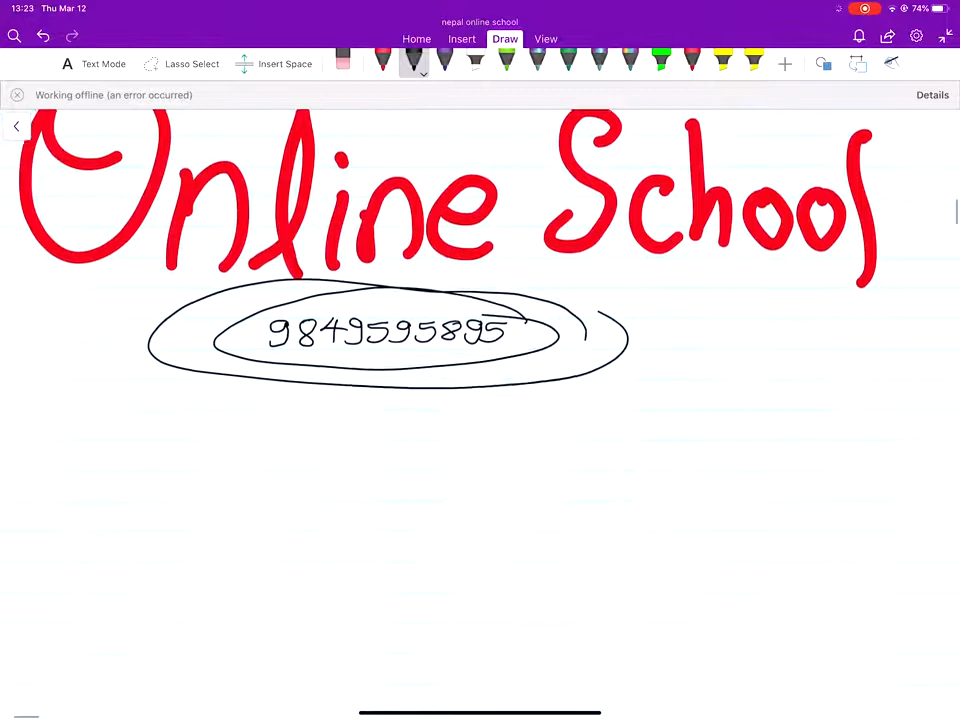 13:23 Thu Mar 12
74%
nepal online school
Home Insert Draw View
A Text Mode Lasso Select Insert Space
Working offline (an error occurred) Details
Online School
9849595895